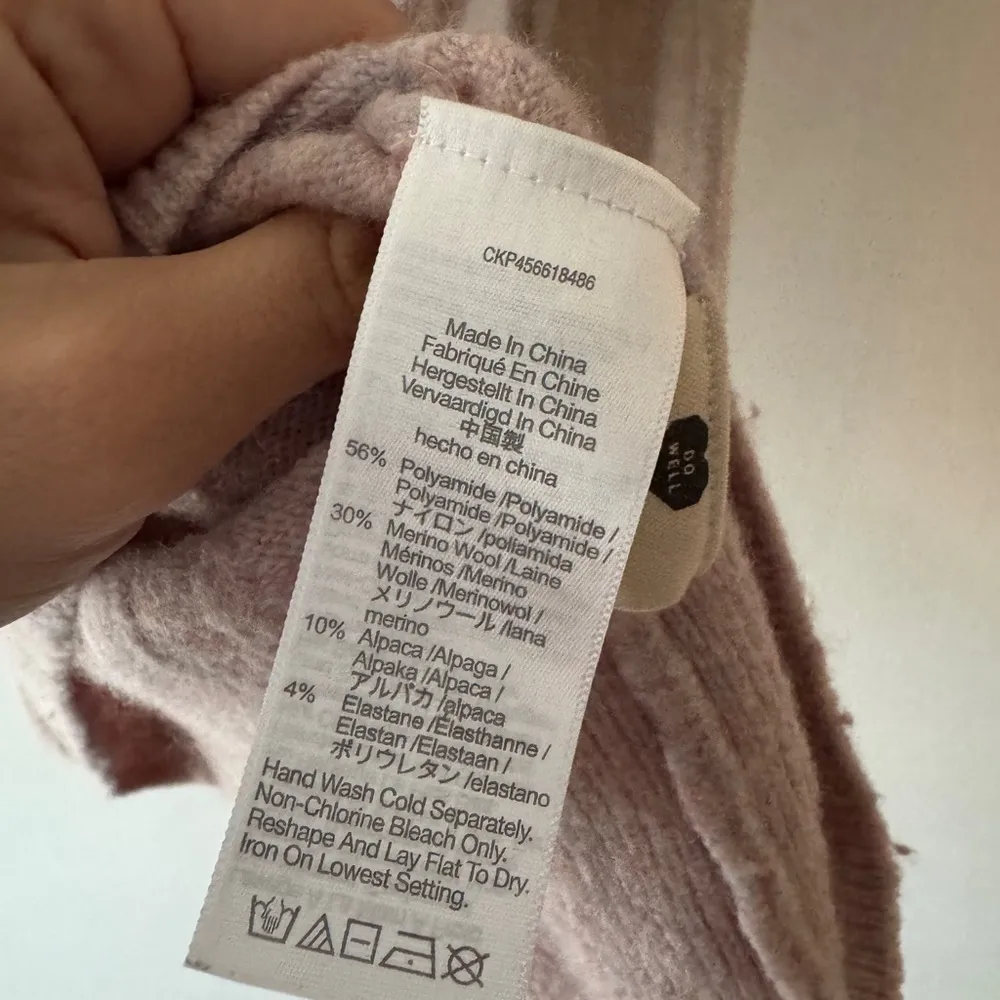 CKP456618486
Made In China
Fabriqué En Chine
Hergestellt In China
Vervaardigd In China
中国製
hecho en china
56% Polyamide /Polyamide /
Polyamide /Polyamide /
ナイロン /poliamida
30% Merino Wool /Laine
Mérinos /Merino
Wolle /Merinowol /
メリノウール /lana
merino
10% Alpaca /Alpaga /
Alpaka /Alpaca /
アルパカ /alpaca
4% Elastane /Élasthanne /
Elastan /Elastaan /
ポリウレタン /elastano
Hand Wash Cold Separately.
Non-Chlorine Bleach Only.
Reshape And Lay Flat To Dry.
Iron On Lowest Setting.
DO
WELL